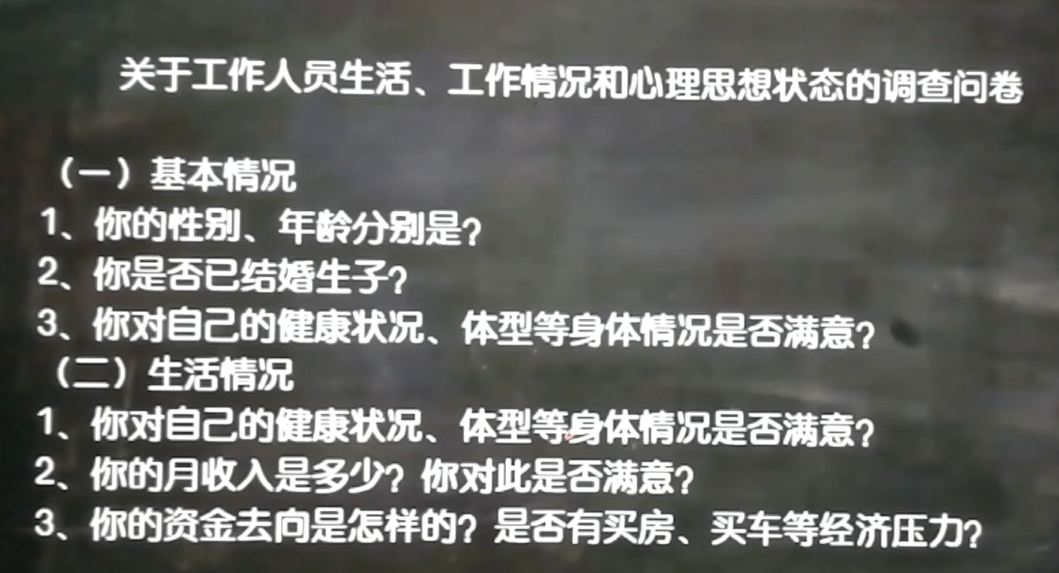 关于工作人员生活、工作情况和心理思想状态的调查问卷
（一）基本情况
1、你的性别、年龄分别是?
2、你是否已结婚生子?
3、你对自己的健康状况、体型等身体情况是否满意?
（二）生活情况
1、你对自己的健康状况、体型等身体情况是否满意?
2、你的月收入是多少? 你对此是否满意?
3、你的资金去向是怎样的? 是否有买房、买车等经济压力?